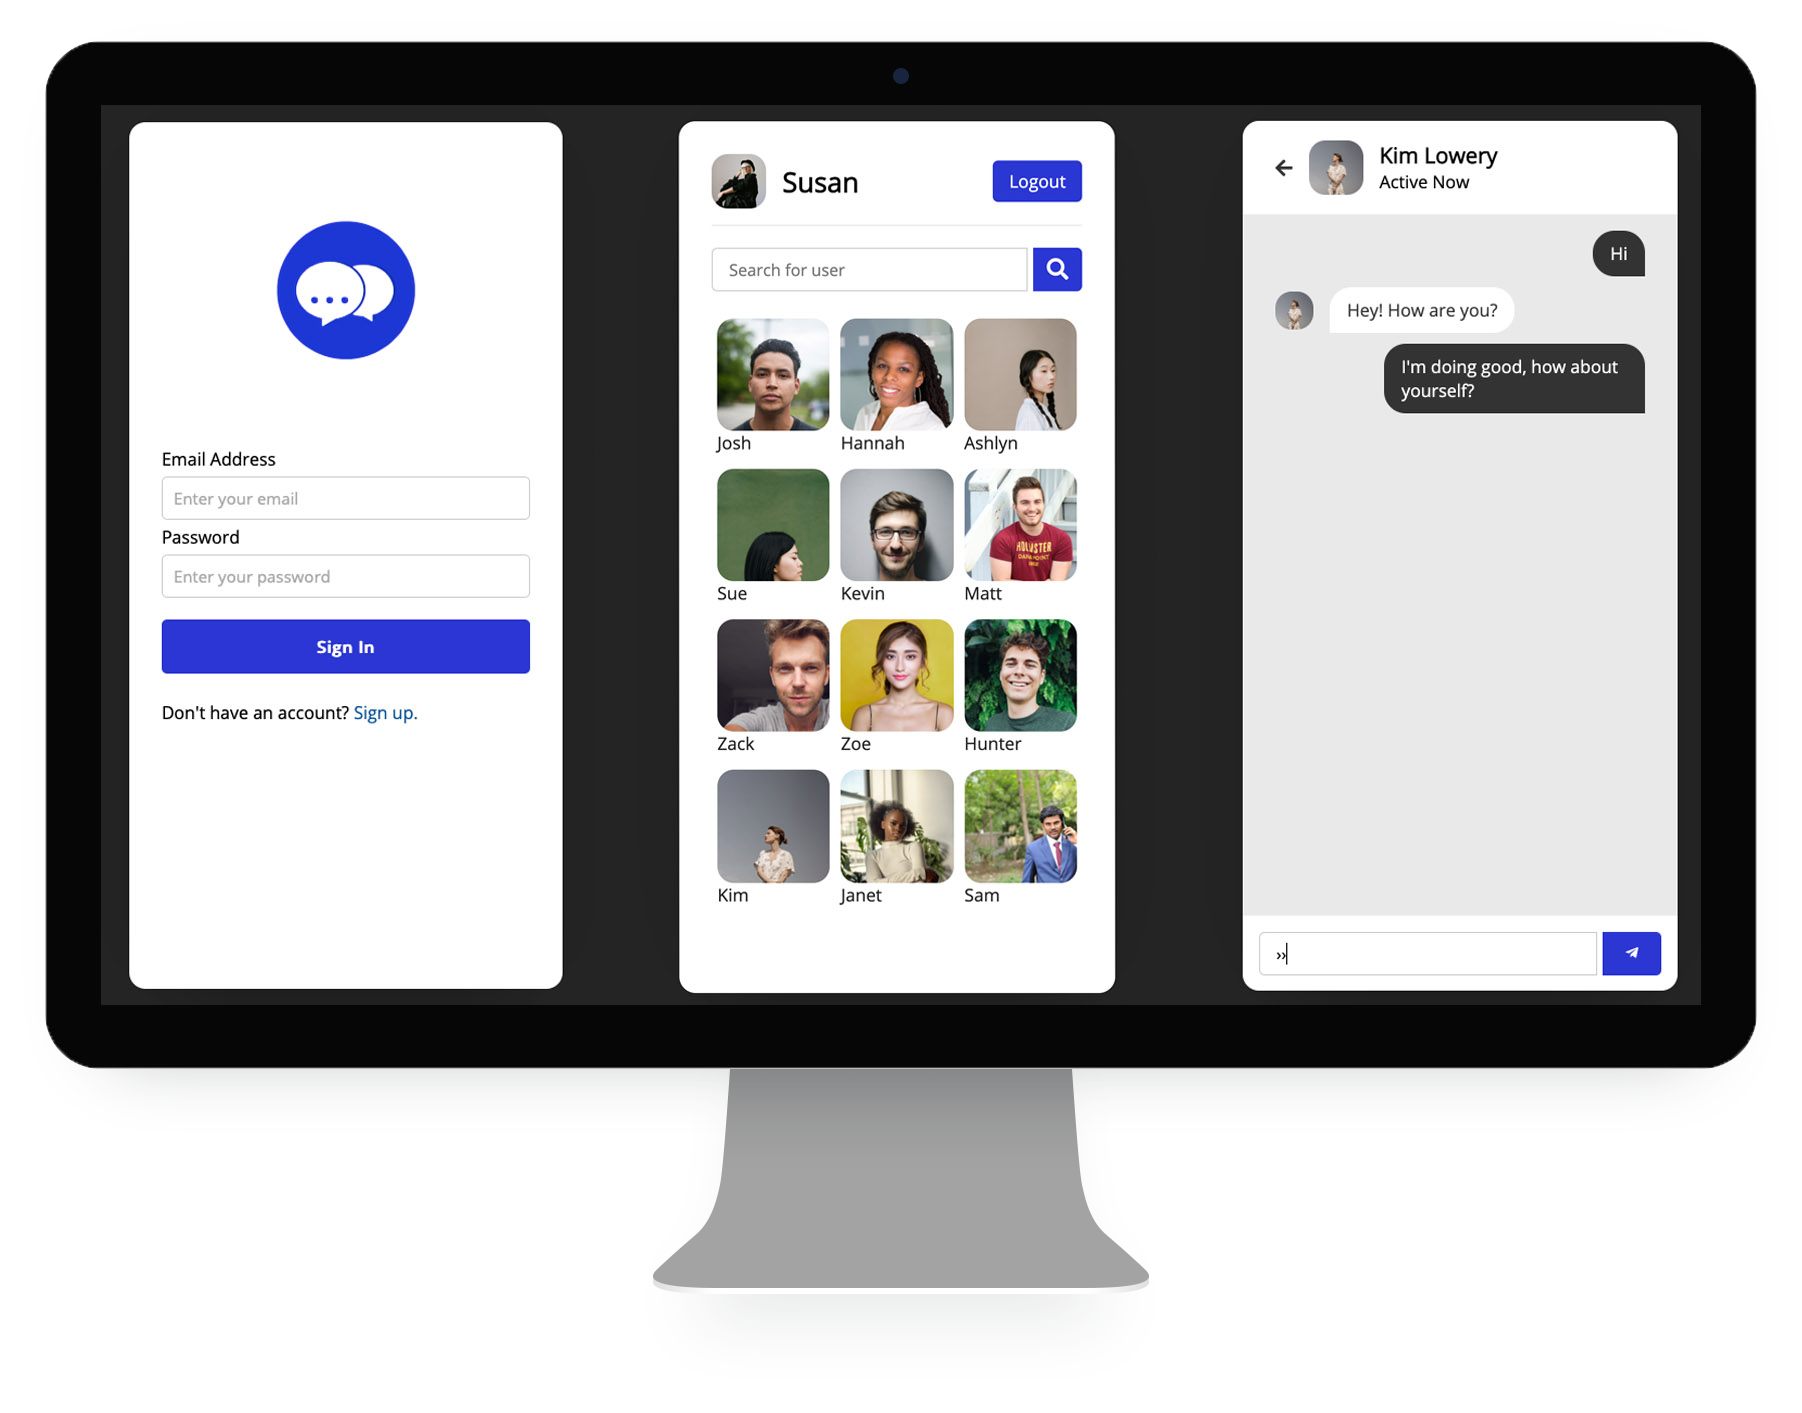 Email Address
Enter your email
Password
Enter your password
Sign In
Don't have an account? Sign up.
Susan
Logout
Search for user
Josh
Hannah
Ashlyn
Sue
Kevin
Matt
HOLLISTER
Zack
Zoe
Hunter
Kim
Janet
Sam
Kim Lowery
Active Now
Hi
Hey! How are you?
I'm doing good, how about
yourself?
››